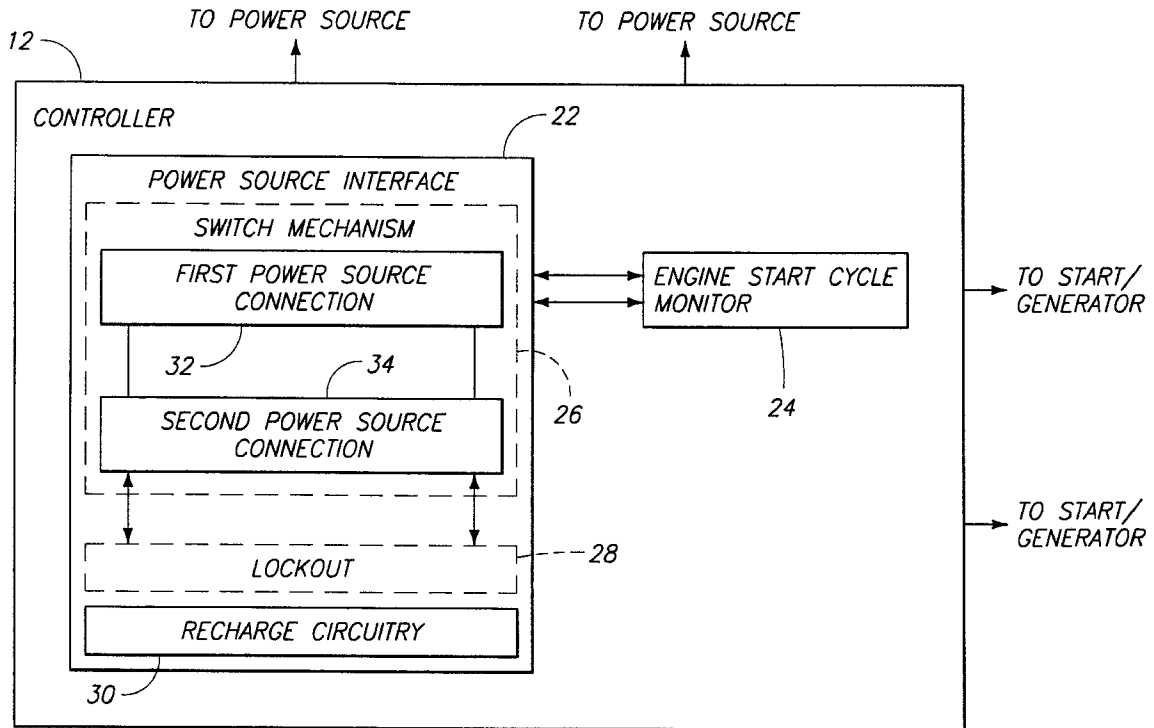 TO POWER SOURCE
TO POWER SOURCE
12
CONTROLLER
22
POWER SOURCE INTERFACE
SWITCH MECHANISM
FIRST POWER SOURCE
CONNECTION
ENGINE START CYCLE
MONITOR
TO START/
GENERATOR
32
34
26
24
SECOND POWER SOURCE
CONNECTION
TO START/
GENERATOR
LOCKOUT
28
RECHARGE CIRCUITRY
30